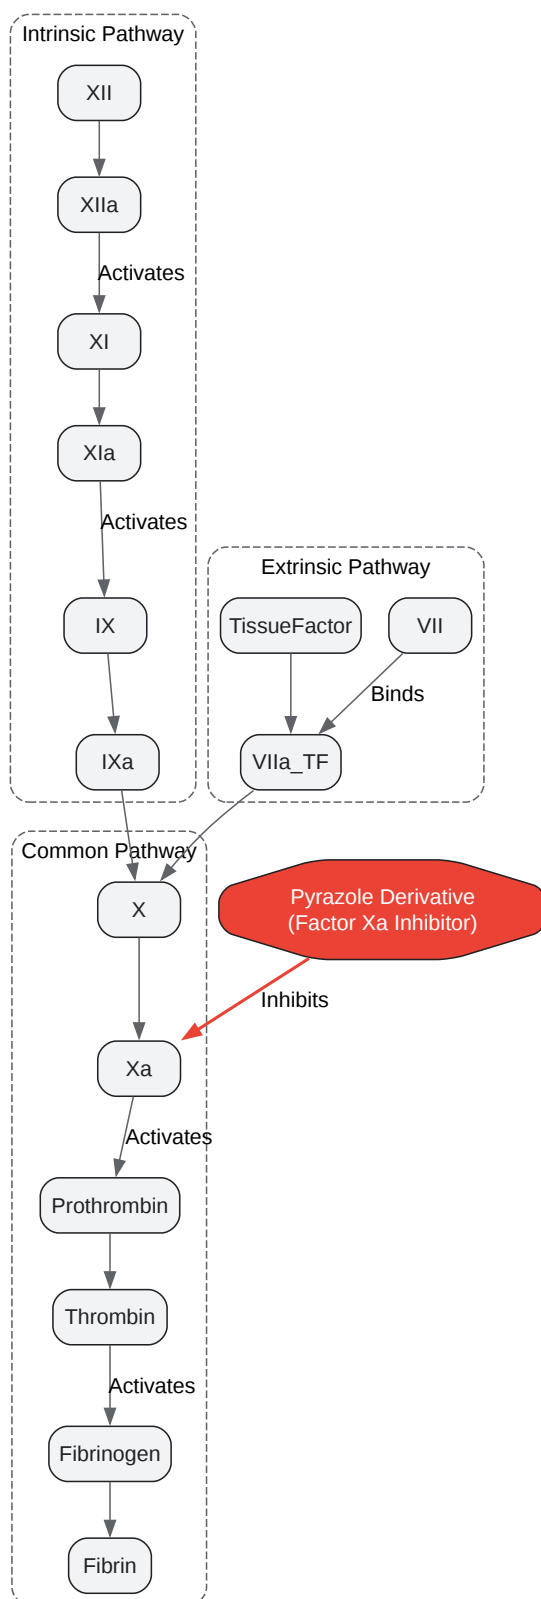 Intrinsic Pathway
XII
XIIa
Activates
XI
XIa
Activates
IX
IXa
Extrinsic Pathway
TissueFactor
VII
Binds
VIIa_TF
Common Pathway
X
Pyrazole Derivative
(Factor Xa Inhibitor)
Inhibits
Xa
Activates
Prothrombin
Thrombin
Activates
Fibrinogen
Fibrin